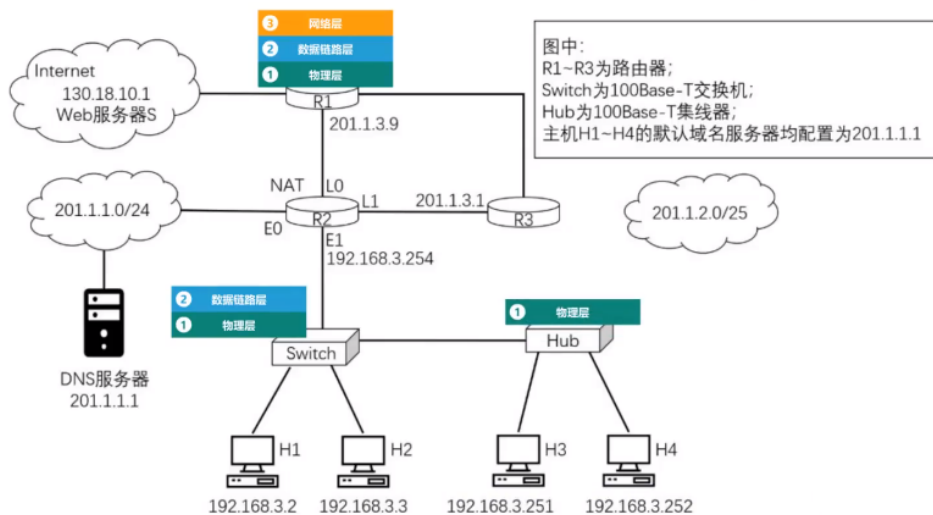 ③ 网络层
② 数据链路层
① 物理层
R1
Internet
130.18.10.1
Web服务器S
图中:
R1~R3为路由器;
Switch为100Base-T交换机;
Hub为100Base-T集线器;
主机H1~H4的默认域名服务器均配置为201.1.1.1
201.1.3.9
NAT L0
L1
201.1.3.1
R2
R3
E0
E1
192.168.3.254
201.1.1.0/24
201.1.2.0/25
② 数据链路层
① 物理层
Switch
① 物理层
Hub
DNS服务器
201.1.1.1
H1
H2
H3
H4
192.168.3.2
192.168.3.3
192.168.3.251
192.168.3.252